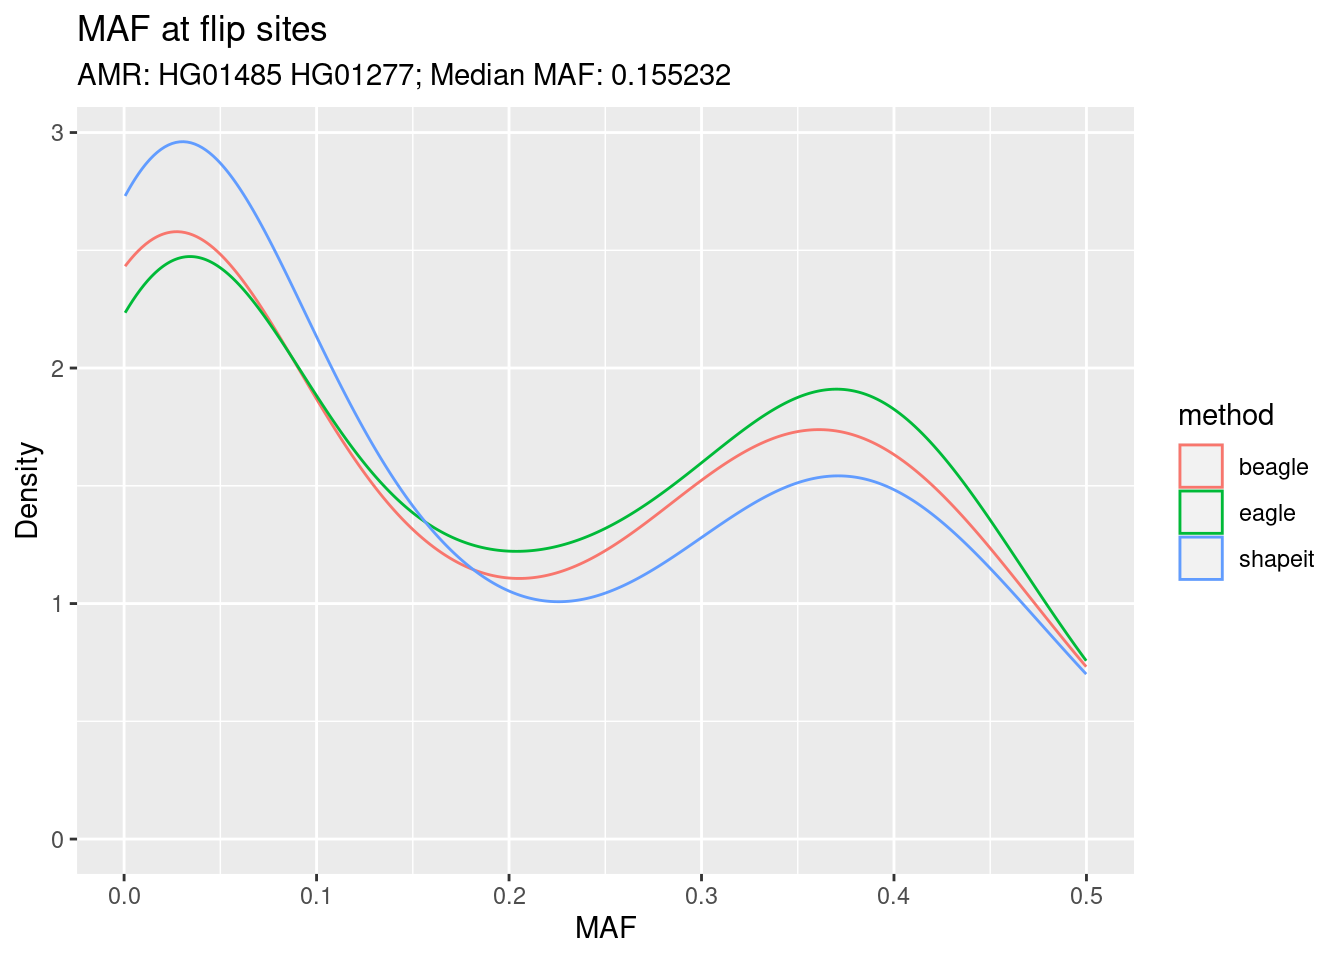 MAF at flip sites
AMR: HG01485 HG01277; Median MAF: 0.155232
3
2
1
0
Density
0.0 0.1 0.2 0.3 0.4 0.5
MAF
method
beagle
eagle
shapeit